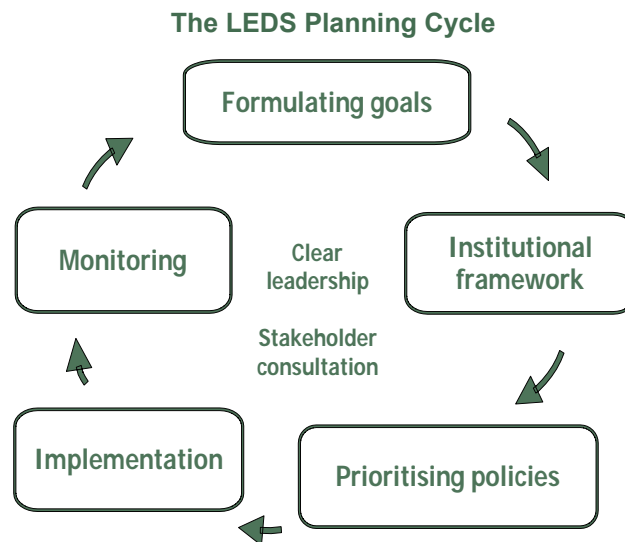 The LEDS Planning Cycle
Formulating goals
Monitoring
Clear
leadership
Institutional
framework
Stakeholder
consultation
Implementation
Prioritising policies